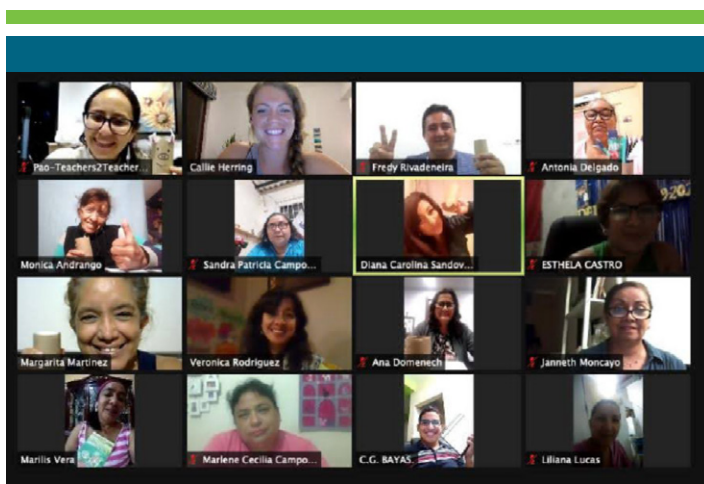 Pao-Teachers2Teacher...
Callie Herring
Fredy Rivadeneira
Antonia Delgado
Monica Andrango
Sandra Patricia Campo...
Diana Carolina Sandov...
ESTHELA CASTRO
Margarita Martinez
Veronica Rodriguez
Ana Domenech
Janneth Moncayo
Marilis Vera
Marlene Cecilia Campo...
C.G. BAYAS.
Liliana Lucas